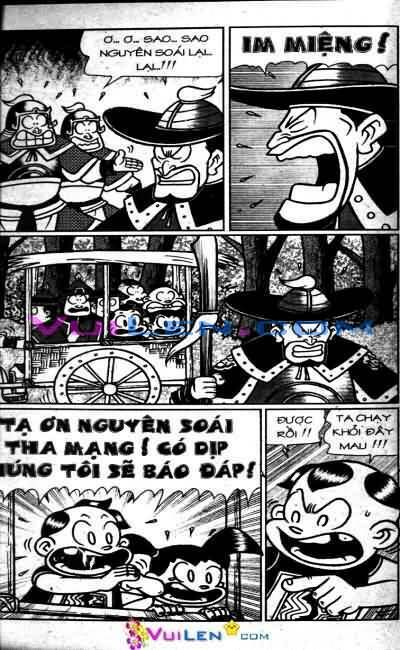 Ơ... Ơ... SAO... SAO
NGUYÊN SOÁI LẠI...
LẠI...!!!
IM MIỆNG!
VUILEN.COM
TẠ ƠN NGUYÊN SOÁI
THA MẠNG! CÓ DỊP
HÚNG TÔI SẼ BÁO ĐÁP!
ĐƯỢC
RỒI !!
TA CHẠY
KHỎI ĐÂY
MAU !!!
VUILEN.COM